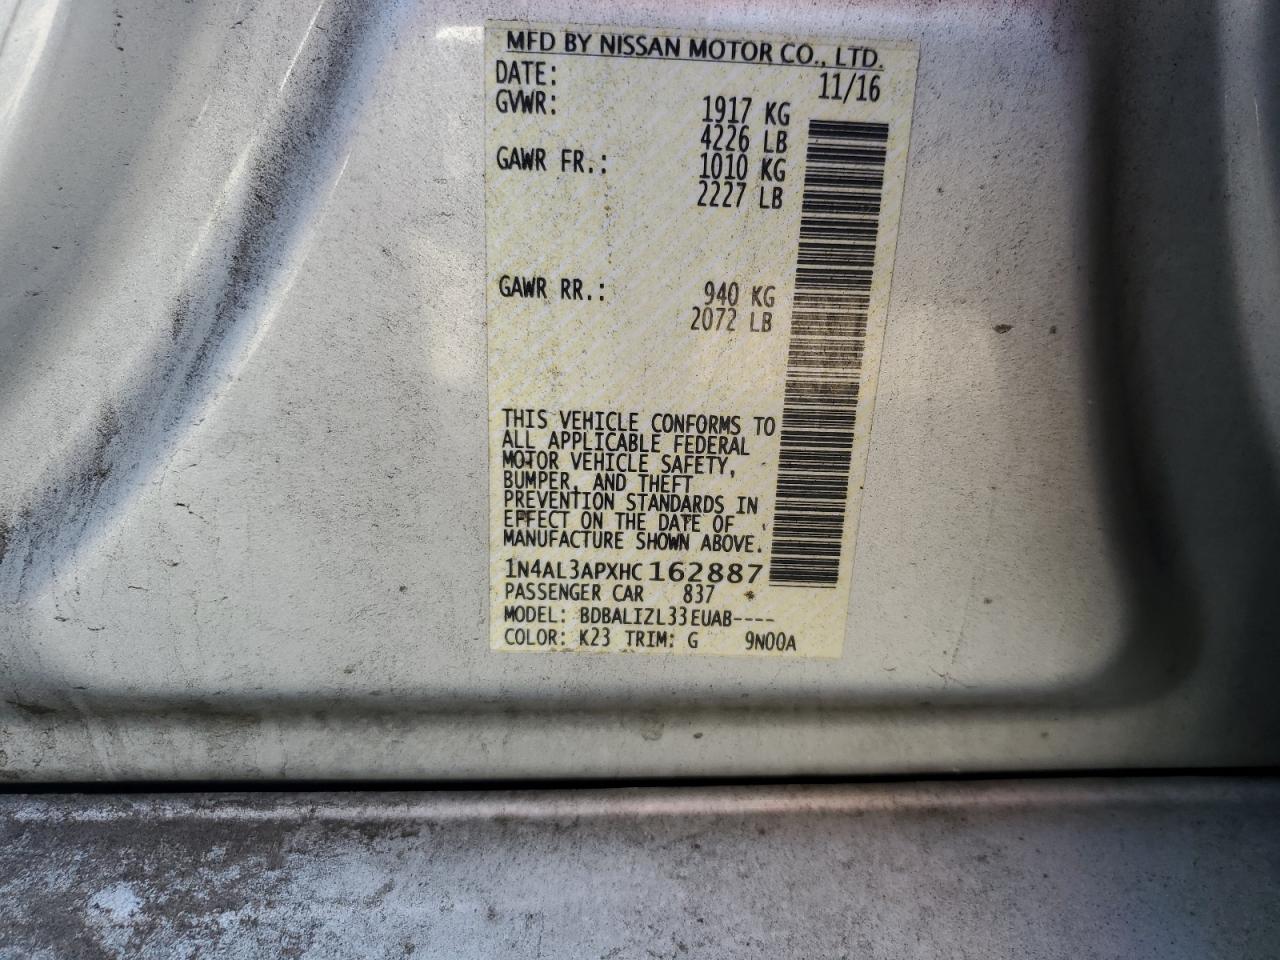 MFD BY NISSAN MOTOR CO., LTD.
DATE: 11/16
GVWR: 1917 KG
4226 LB
GAWR FR.: 1010 KG
2227 LB
GAWR RR.: 940 KG
2072 LB
THIS VEHICLE CONFORMS TO
ALL APPLICABLE FEDERAL
MOTOR VEHICLE SAFETY,
BUMPER, AND THEFT
PREVENTION STANDARDS IN
EFFECT ON THE DATE OF
MANUFACTURE SHOWN ABOVE.
1N4AL3APXHC162887
PASSENGER CAR 837
MODEL: BDBALIZL33EUAB----
COLOR: K23 TRIM: G 9N00A